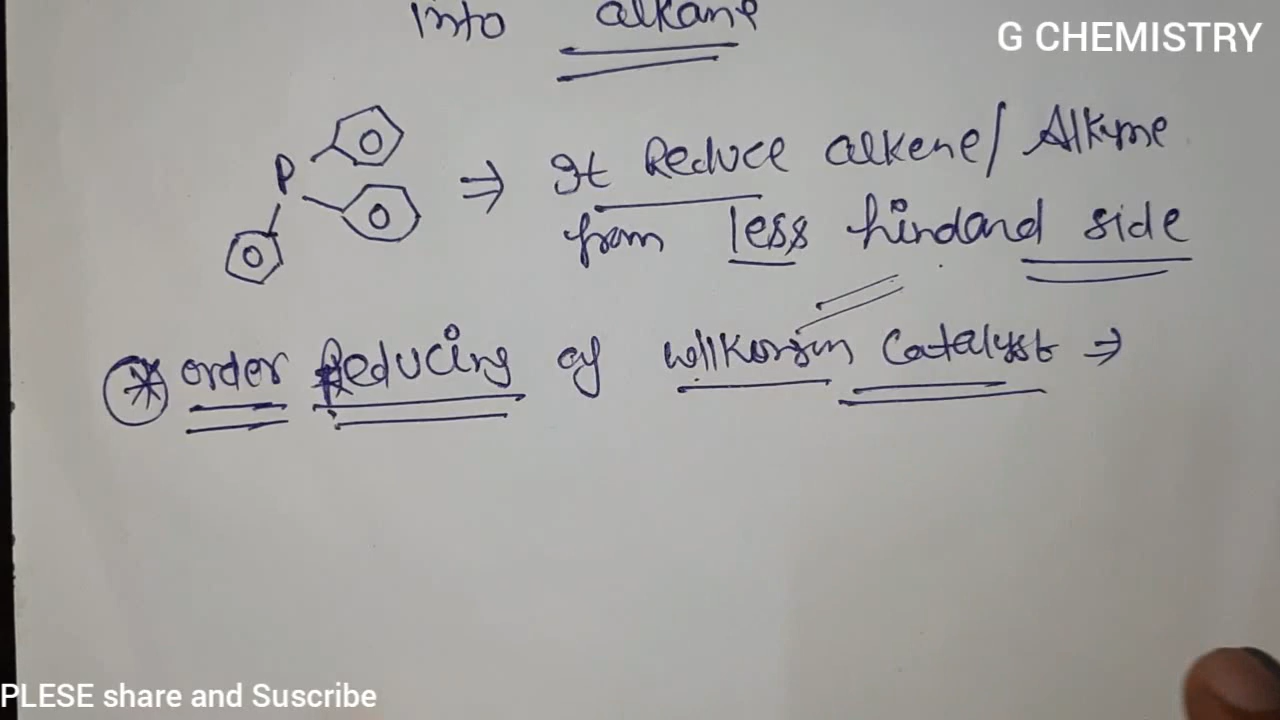 Into alkane
G CHEMISTRY
P
⇒ It Reduce alkene/Alkyne
from less hindand side
* order Reducing of willkonson Catalyst ⇒
PLESE share and Suscribe